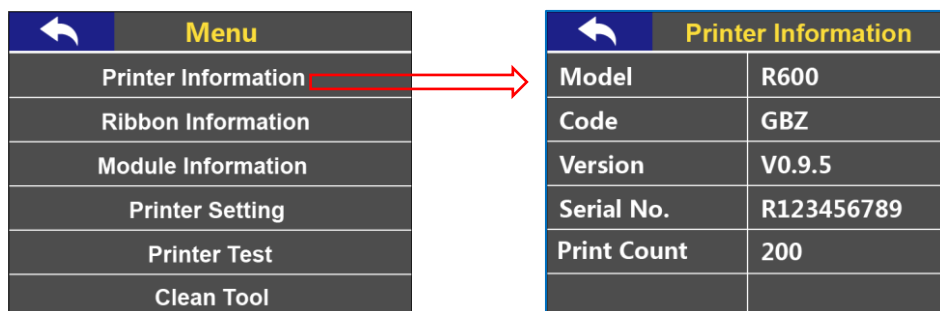 Menu
Printer Information
Ribbon Information
Module Information
Printer Setting
Printer Test
Clean Tool
Printer Information
Model R600
Code GBZ
Version V0.9.5
Serial No. R123456789
Print Count 200